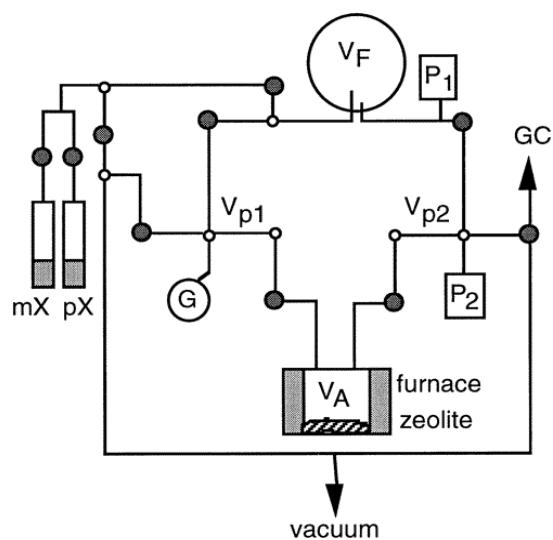 V_F
P_1
GC
V_p1
V_p2
G
P_2
mX pX
V_A
furnace
zeolite
vacuum